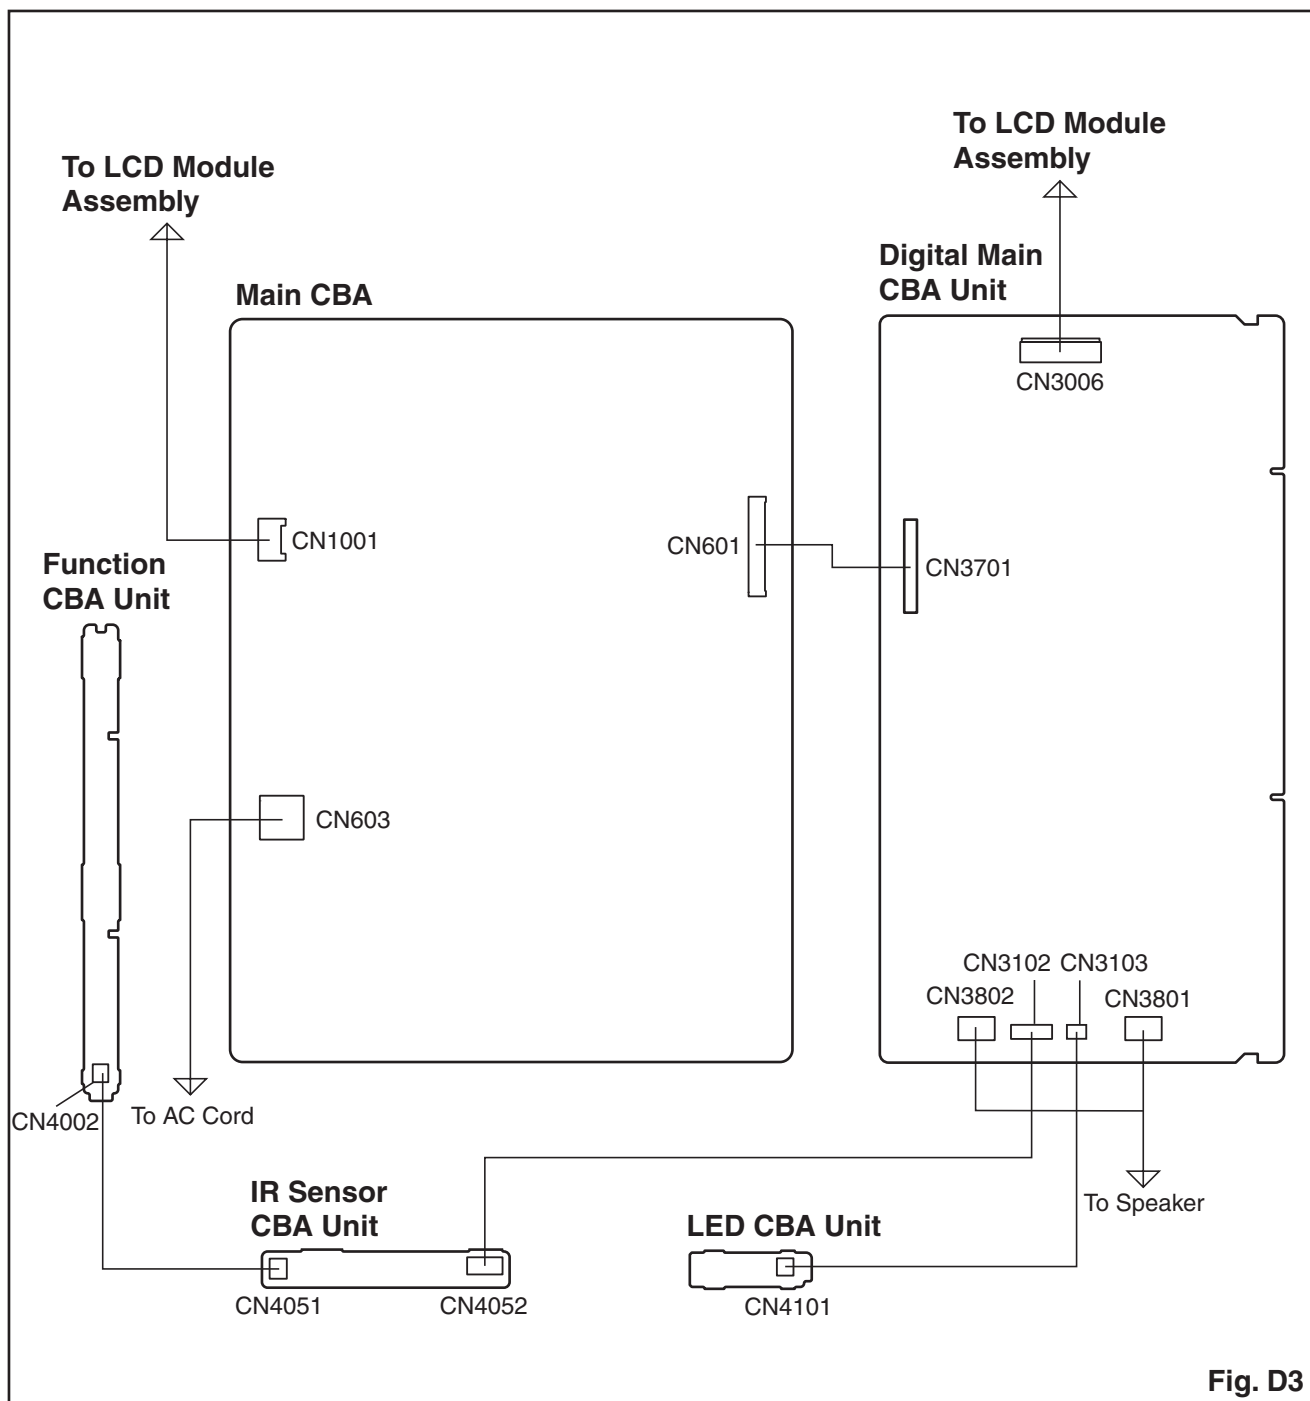 To LCD Module
Assembly
To LCD Module
Assembly
Digital Main
CBA Unit
Main CBA
CN3006
CN1001
CN601
CN3701
Function
CBA Unit
CN603
CN3102 CN3103
CN3802
CN3801
CN4002
To AC Cord
IR Sensor
CBA Unit
To Speaker
LED CBA Unit
CN4051
CN4052
CN4101
Fig. D3